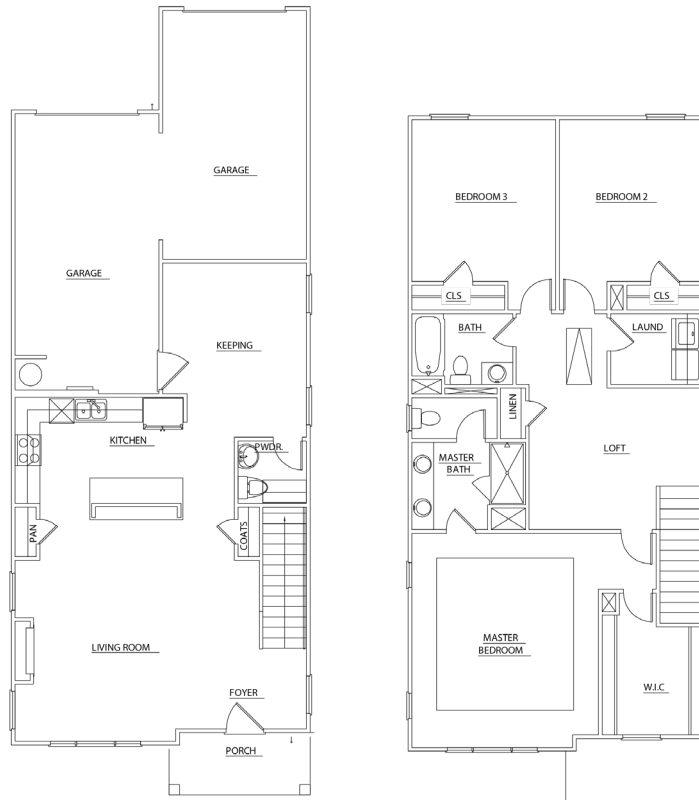 GARAGE
GARAGE
KEEPING
KITCHEN
PWDR.
PAN
COATS
LIVING ROOM
FOYER
PORCH
BEDROOM 3
BEDROOM 2
CLS
CLS
BATH
LAUND
LINEN
MASTER
BATH
LOFT
MASTER
BEDROOM
W.I.C